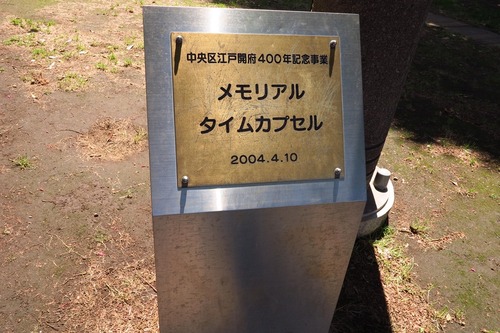 中央区江戸開府400年記念事業
メモリアル
タイムカプセル
2004.4.10